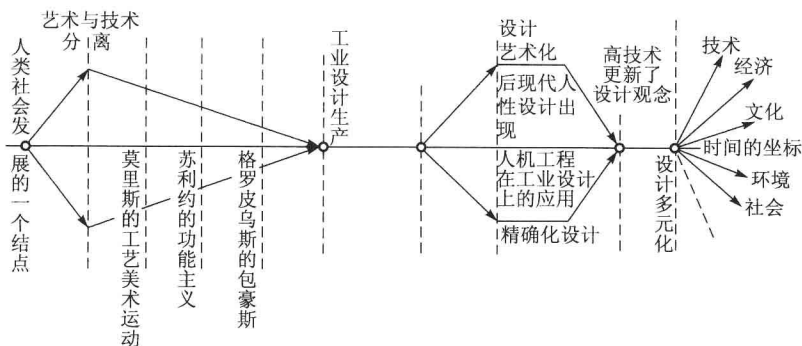 人类社会发
展的一个结点
艺术与技术
分 离
莫里斯的工艺美术运动
苏利约的功能主义
格罗皮乌斯的包豪斯
工业设计生产
设计
艺术化
后现代人
性设计出
现
人机工程
在工业设计
上的应用
精确化设计
高技术
更新了
设计观念
设计多元化
技术
经济
文化
时间的坐标
环境
社会